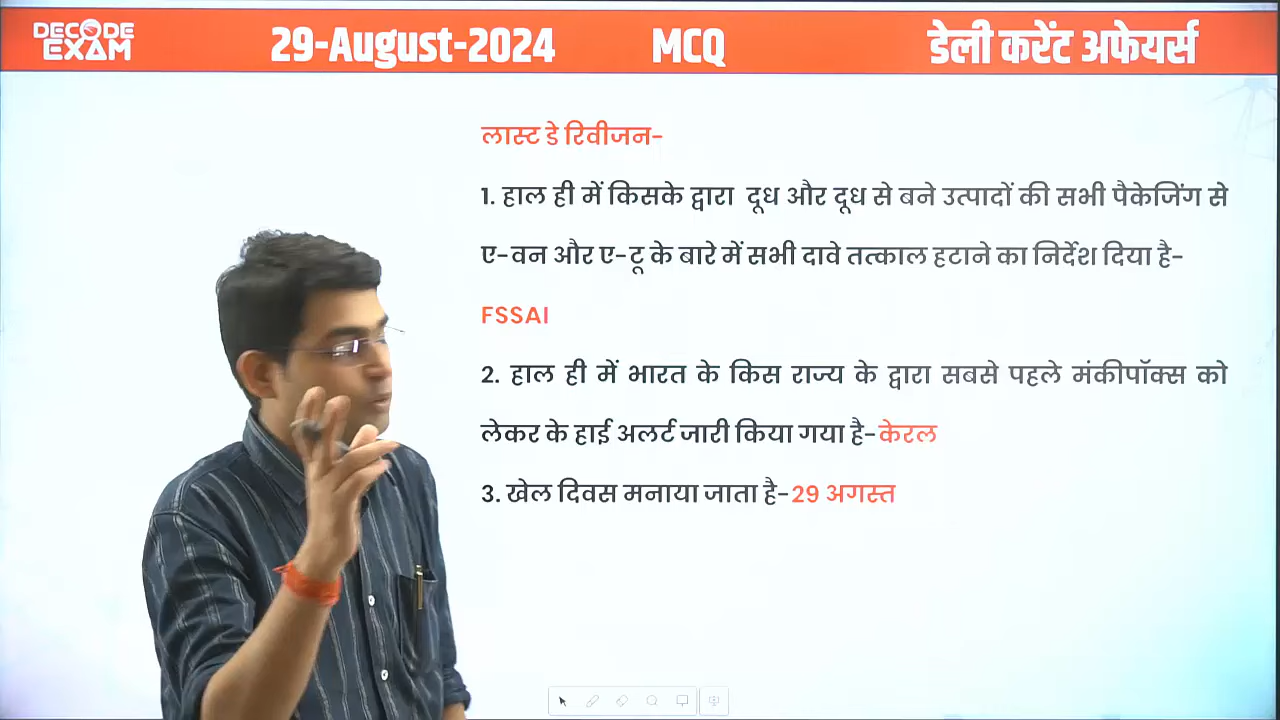 DECODE EXAM
29-August-2024 MCQ डेली करेंट अफेयर्स
लास्ट डे रिवीजन-
1. हाल ही में किसके द्वारा दूध और दूध से बने उत्पादों की सभी पैकेजिंग से
ए-वन और ए-टू के बारे में सभी दावे तत्काल हटाने का निर्देश दिया है-
FSSAI
2. हाल ही में भारत के किस राज्य के द्वारा सबसे पहले मंकीपॉक्स को
लेकर के हाई अलर्ट जारी किया गया है-केरल
3. खेल दिवस मनाया जाता है-29 अगस्त